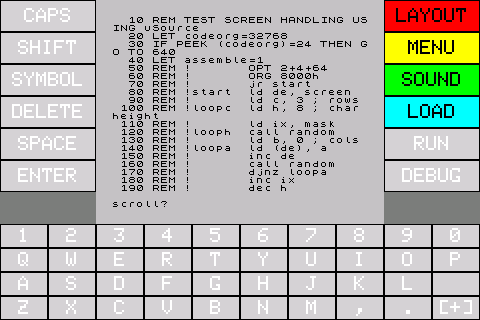 CAPS
SHIFT
SYMBOL
DELETE
SPACE
ENTER
10 REM TEST SCREEN HANDLING US
ING uSource
20 LET codeorg=32768
30 IF PEEK (codeorg)=24 THEN G
O TO 640
40 LET assemble=1
50 REM ! OPT 2+4+64
60 REM ! ORG 8000h
70 REM ! jr start
80 REM !start ld de, screen
90 REM ! ld c, 3 ; rows
100 REM !loopc ld h, 8 ; char
height
110 REM ! ld ix, mask
120 REM !looph call random
130 REM ! ld b, 0 ; cols
140 REM !loopa ld (de), a
150 REM ! inc de
160 REM ! call random
170 REM ! djnz loopa
180 REM ! inc ix
190 REM ! dec h
scroll?
LAYOUT
MENU
SOUND
LOAD
RUN
DEBUG
1 2 3 4 5 6 7 8 9 0
Q W E R T Y U I O P
A S D F G H J K L
Z X C V B N M , . [+]